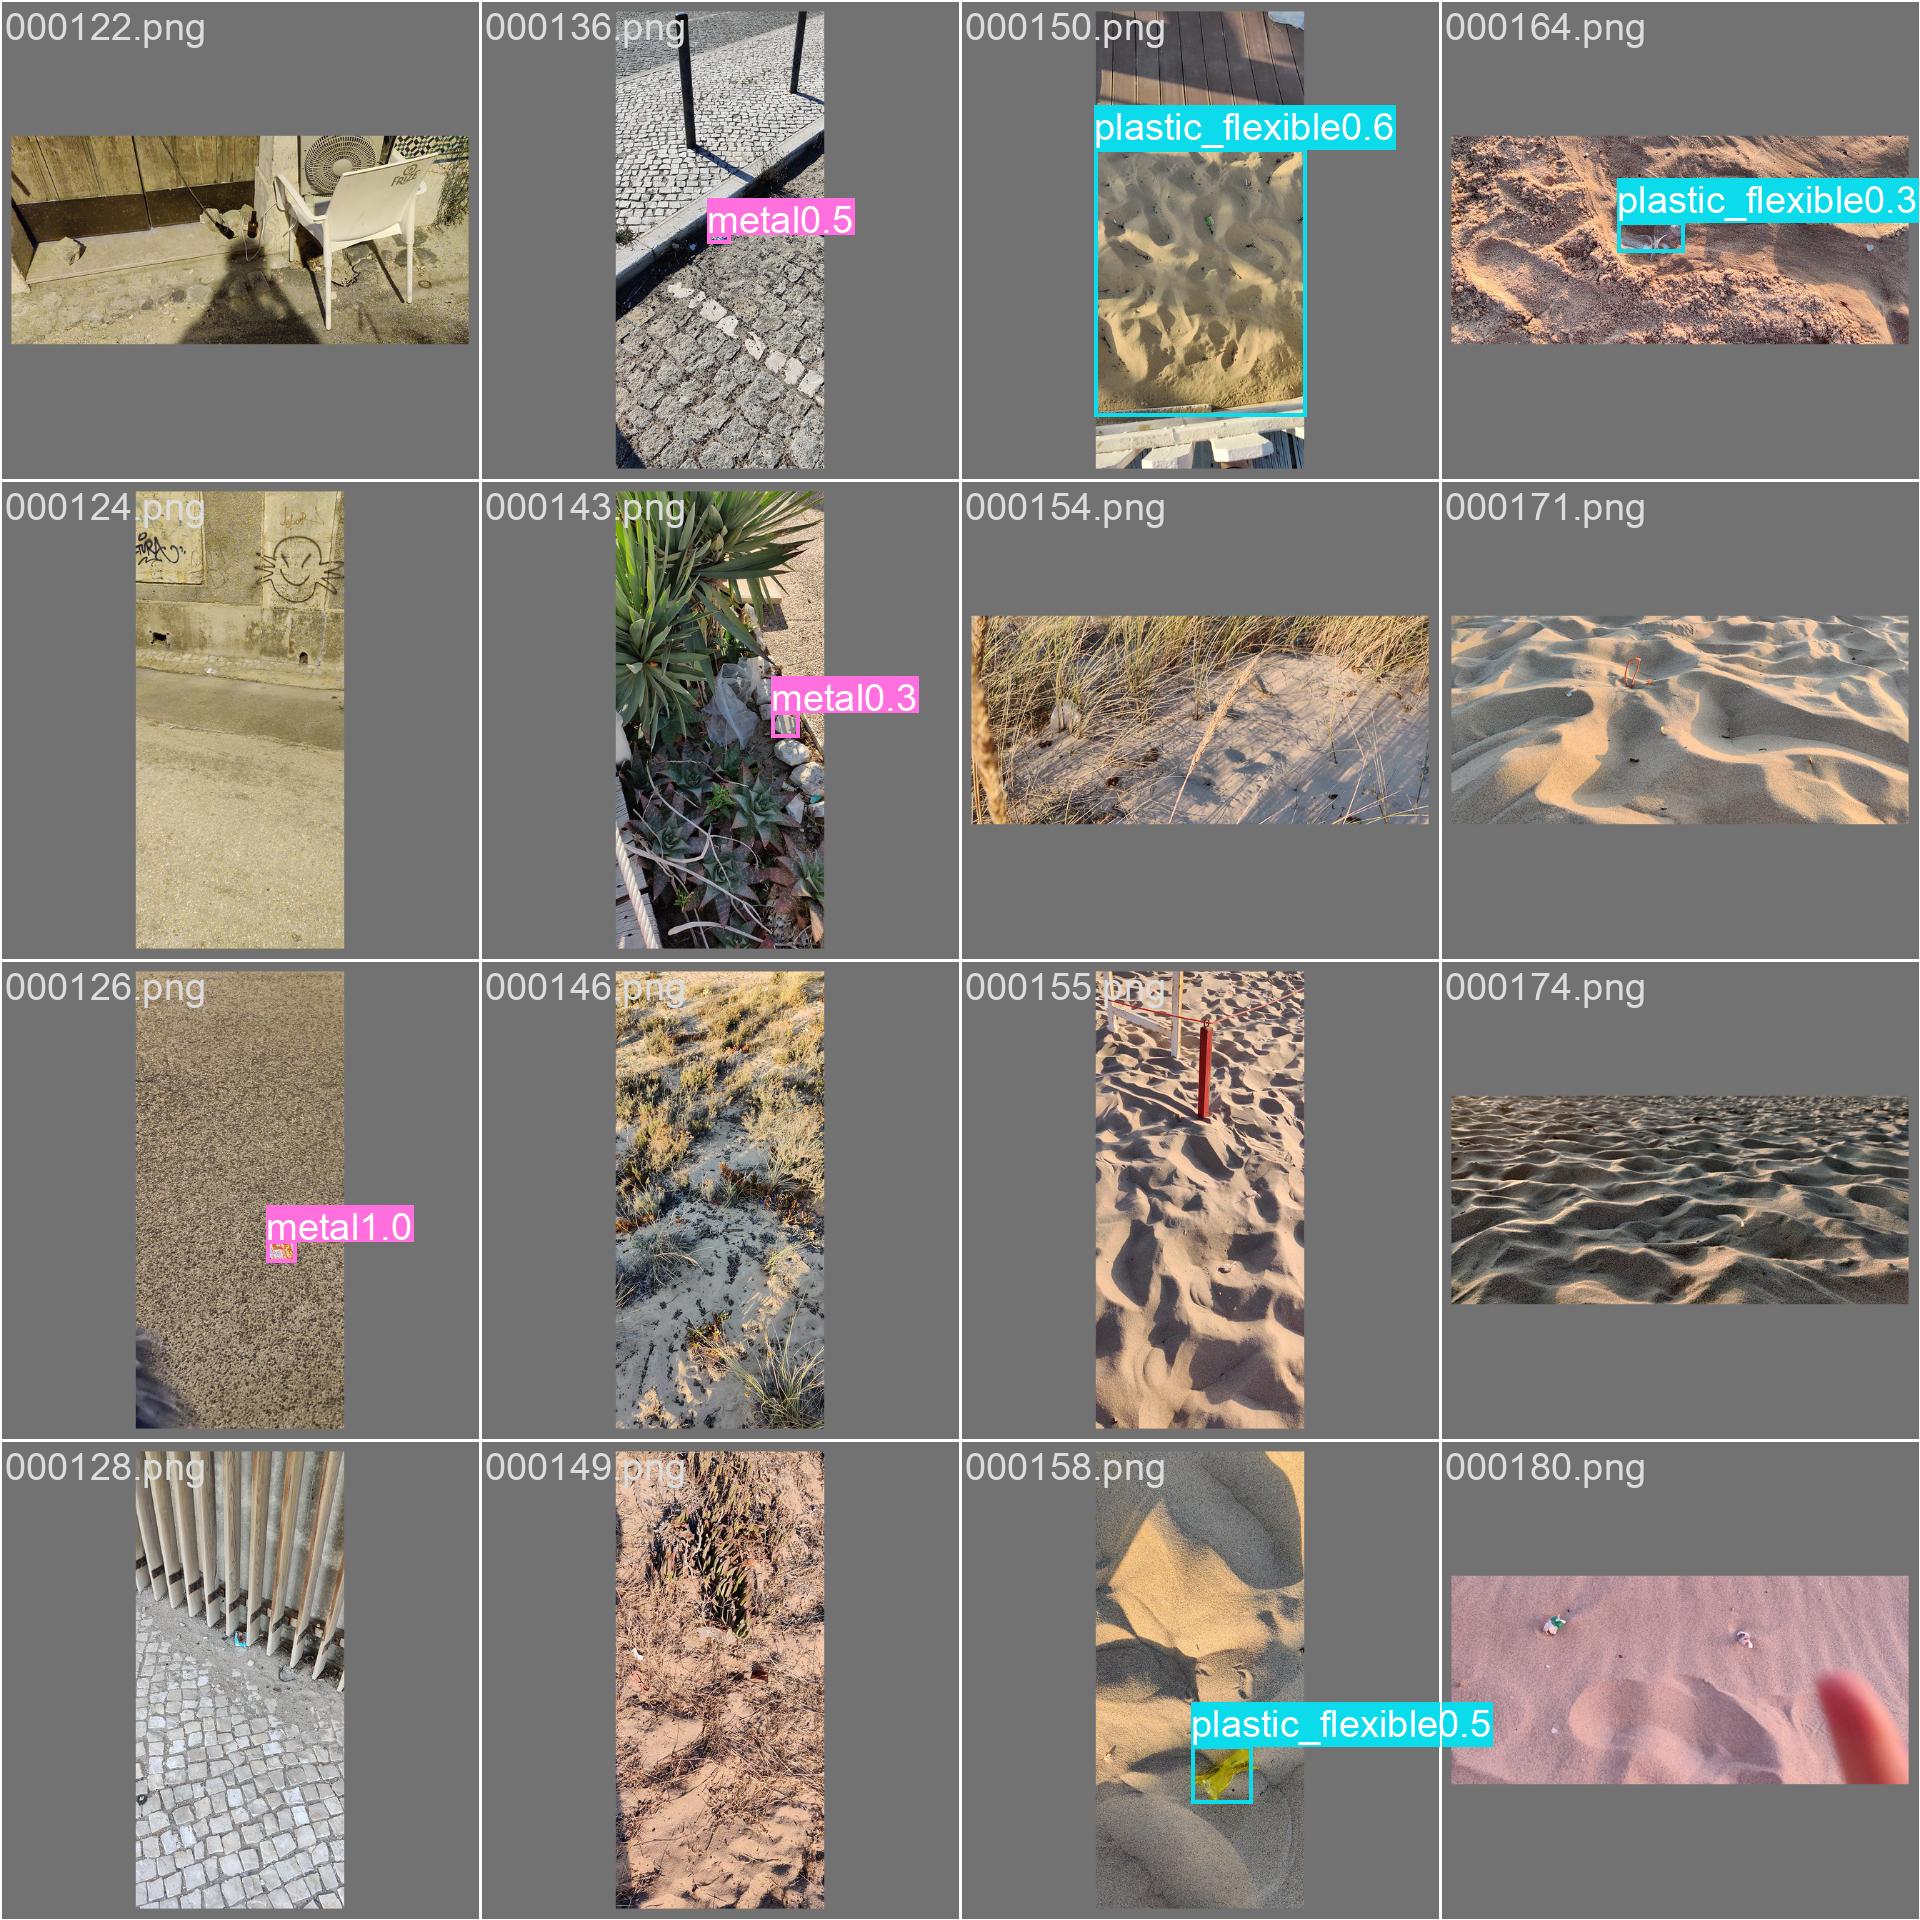 000122.png
FRIZE
000136.png
metal0.5
000150.png
plastic_flexible0.6
000164.png
plastic_flexible0.3
000124.png
000143.png
metal0.3
000154.png
000171.png
000126.png
metal1.0
000146.png
000155.png
000174.png
000128.png
000149.png
000158.png
plastic_flexible0.5
000180.png